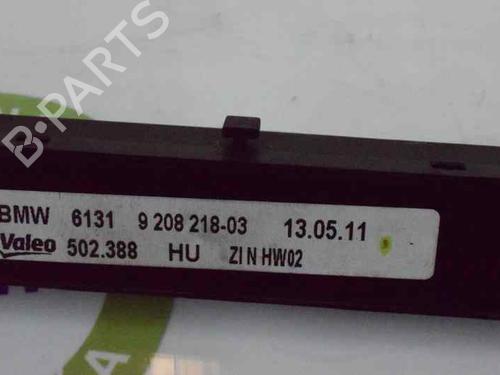 B-PARTS
BMW 6131 9 208 218-03 13.05.11
Valeo 502.388 HU ZI N HW02